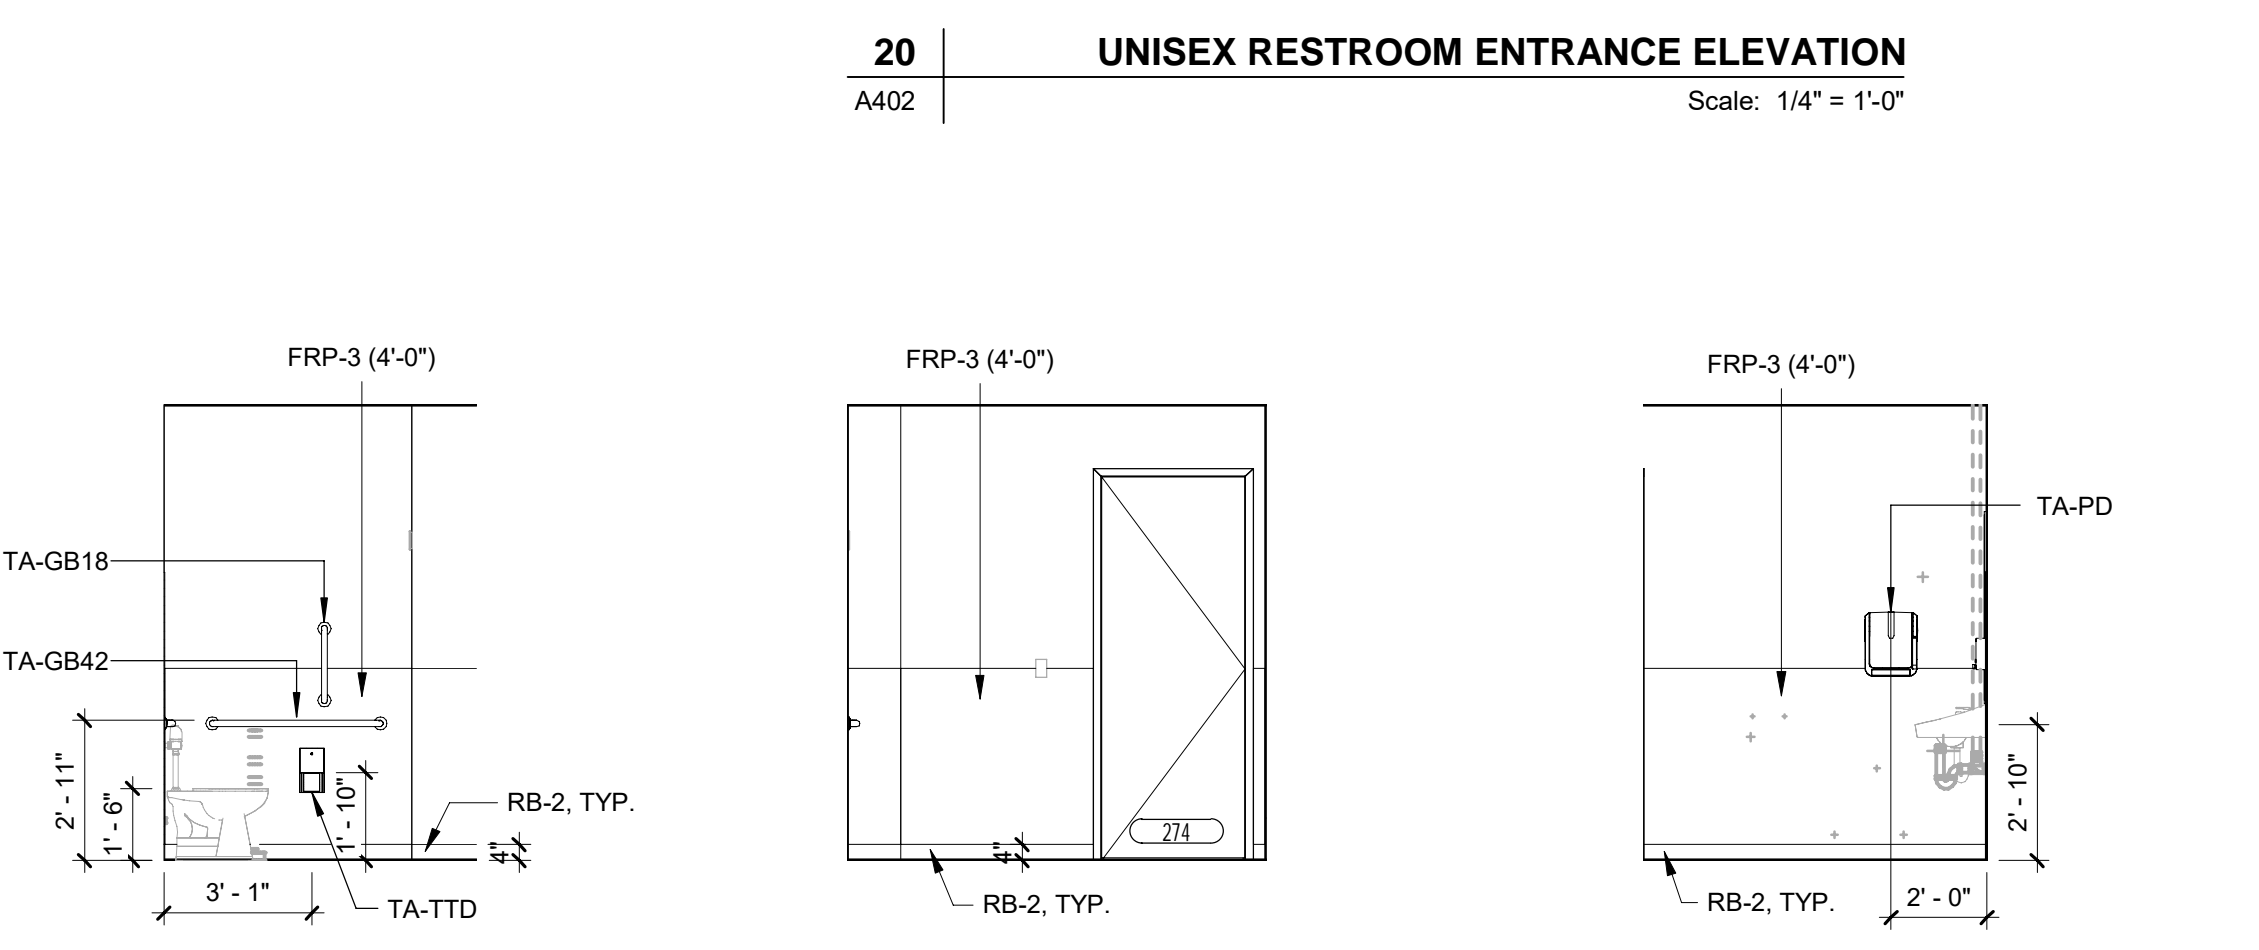 20
UNISEX RESTROOM ENTRANCE ELEVATION
A402
Scale: 1/4" = 1'-0"
FRP-3 (4'-0")
TA-GB18
TA-GB42
2' - 11"
1' - 6"
1' - 10"
RB-2, TYP.
4"
3' - 1"
TA-TTD
FRP-3 (4'-0")
274
4"
RB-2, TYP.
FRP-3 (4'-0")
TA-PD
2' - 10"
RB-2, TYP.
2' - 0"